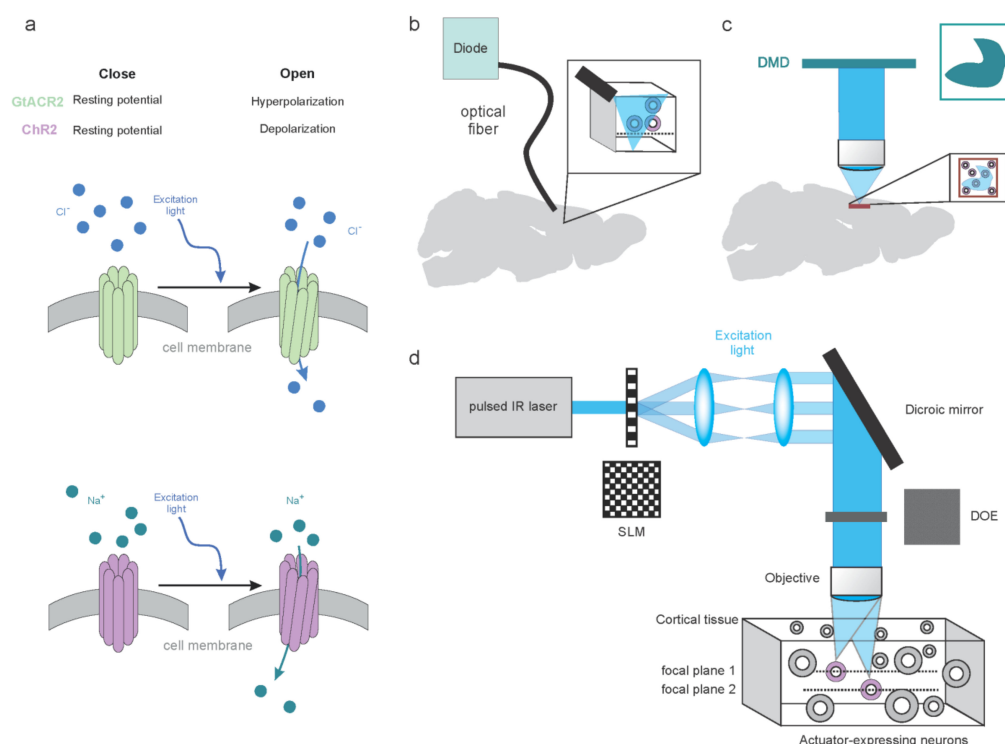 a
Close
Open
GtACR2 Resting potential Hyperpolarization
ChR2 Resting potential Depolarization
Cl-
Excitation
light
Cl-
cell membrane
Na+
Excitation
light
Na+
cell membrane
b
Diode
optical
fiber
c
DMD
d
Excitation
light
pulsed IR laser
Dicroic mirror
SLM
DOE
Objective
Cortical tissue
focal plane 1
focal plane 2
Actuator-expressing neurons